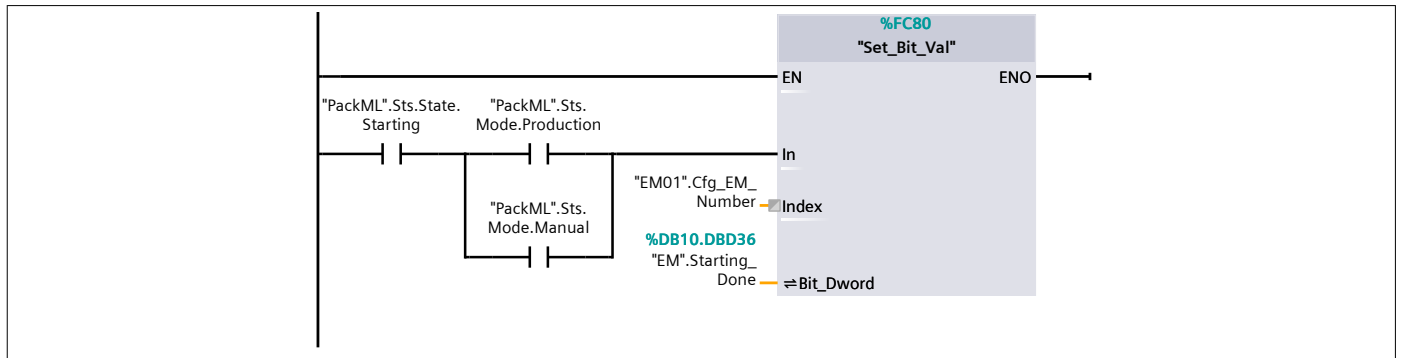 %FC80
"Set_Bit_Val"
EN
ENO
"PackML".Sts.State.
Starting
"PackML".Sts.
Mode.Production
In
"PackML".Sts.
Mode.Manual
"EM01".Cfg_EM_
Number
Index
%DB10.DBD36
"EM".Starting_
Done
⇌Bit_Dword